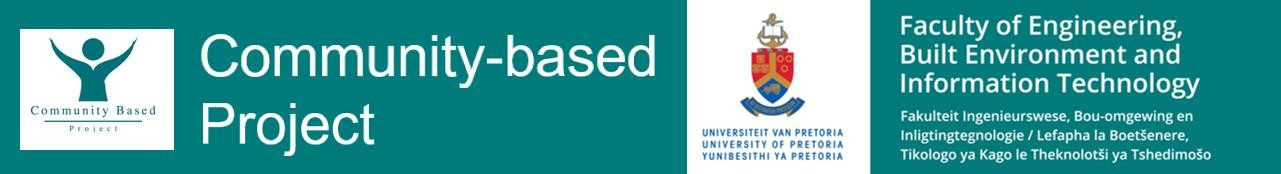 Community Based
Project
Community-based
Project
UNIVERSITEIT VAN PRETORIA
UNIVERSITY OF PRETORIA
YUNIBESITHI YA PRETORIA
Faculty of Engineering,
Built Environment and
Information Technology
Fakulteit Ingenieurswese, Bou-omgewing en
Inligtingtegnologie / Lefapha la Boetšenere,
Tikologo ya Kago le Theknolotši ya Tshedimošo